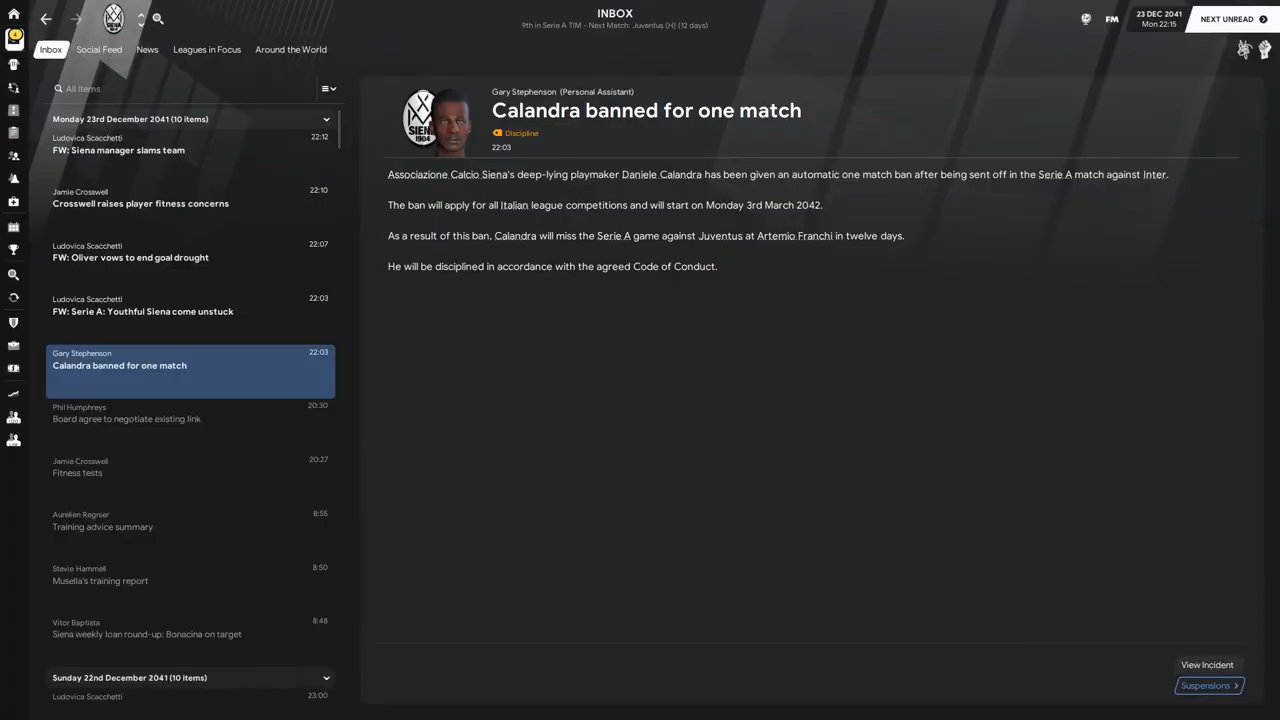 INBOX
9th in Serie A TIM - Next Match: Juventus (H) (12 days)
FM
23 DEC 2041
Mon 22:15
NEXT UNREAD
4
SIENA
1904
Inbox
Social Feed
News
Leagues in Focus
Around the World
All Items
Monday 23rd December 2041 (10 items)
Ludovica Scacchetti 22:12
FW: Siena manager slams team
Jamie Crosswell 22:10
Crosswell raises player fitness concerns
Ludovica Scacchetti 22:07
FW: Oliver vows to end goal drought
Ludovica Scacchetti 22:03
FW: Serie A: Youthful Siena come unstuck
Gary Stephenson 22:03
Calandra banned for one match
Phil Humphreys 20:30
Board agree to negotiate existing link
Jamie Crosswell 20:27
Fitness tests
Aurélien Regnier 8:55
Training advice summary
Stevie Hammell 8:50
Musella's training report
Vítor Baptista 8:48
Siena weekly loan round-up: Bonacina on target
Sunday 22nd December 2041 (10 items)
Ludovica Scacchetti 23:00
SIENA
1904
Gary Stephenson (Personal Assistant)
Calandra banned for one match
Discipline
22:03
Associazione Calcio Siena's deep-lying playmaker Daniele Calandra has been given an automatic one match ban after being sent off in the Serie A match against Inter.
The ban will apply for all Italian league competitions and will start on Monday 3rd March 2042.
As a result of this ban, Calandra will miss the Serie A game against Juventus at Artemio Franchi in twelve days.
He will be disciplined in accordance with the agreed Code of Conduct.
View Incident
Suspensions